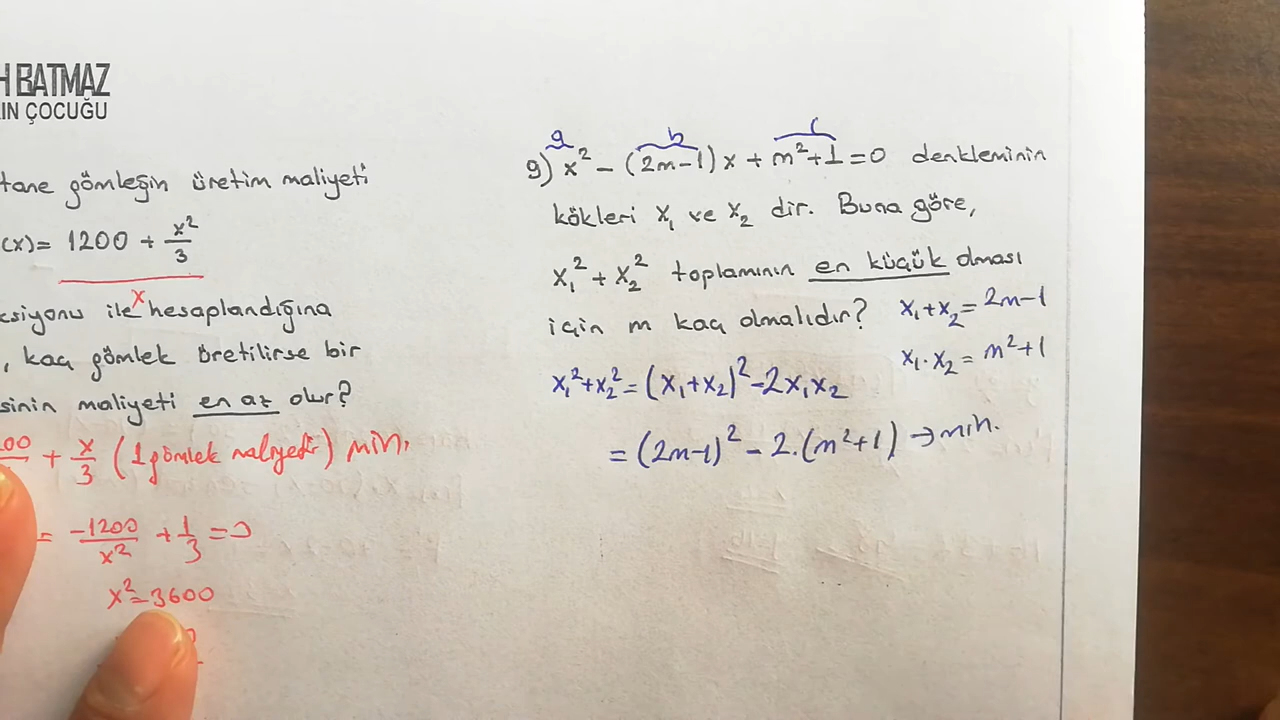 BATMAZ
ÇOCUĞU
tane gömleğin üretim maliyeti
(x)= 1200 + x²/3
x
ile hesaplandığına
, kaç gömlek üretilirse bir
maliyeti en az olur?
+ x/3 (1 gömlek maliyeti) min.
= -1200/x² + 1/3 = 0
x² = 3600
a b c
9) x² - (2m-1)x + m²+1 = 0 denkleminin
kökleri x₁ ve x₂ dir. Buna göre,
x₁² + x₂² toplamının en küçük olması
için m kaç olmalıdır?
x₁+x₂ = 2m-1
x₁.x₂ = m²+1
x₁²+x₂² = (x₁+x₂)² - 2x₁x₂
= (2m-1)² - 2.(m²+1) → min.